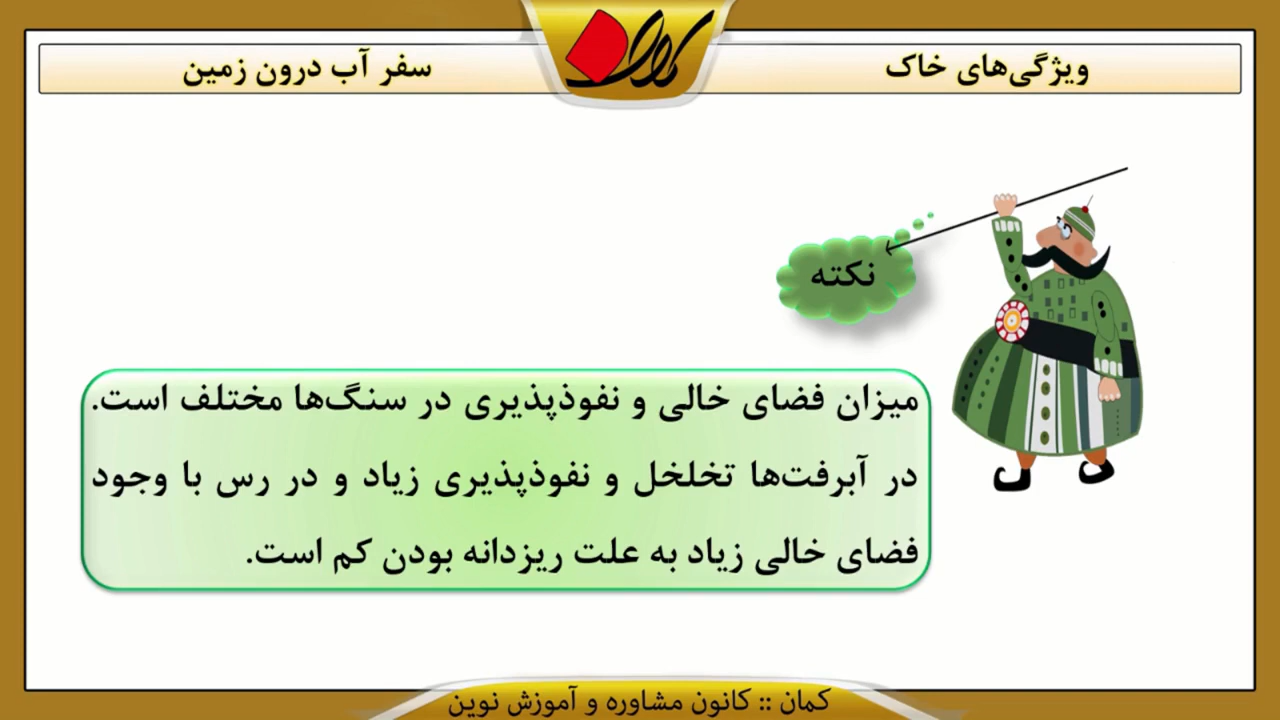 ویژگی‌های خاک
کمان
سفر آب درون زمین
نکته
میزان فضای خالی و نفوذپذیری در سنگ‌ها مختلف است.
در آبرفت‌ها تخلخل و نفوذپذیری زیاد و در رس با وجود
فضای خالی زیاد به علت ریزدانه بودن کم است.
کمان :: کانون مشاوره و آموزش نوین